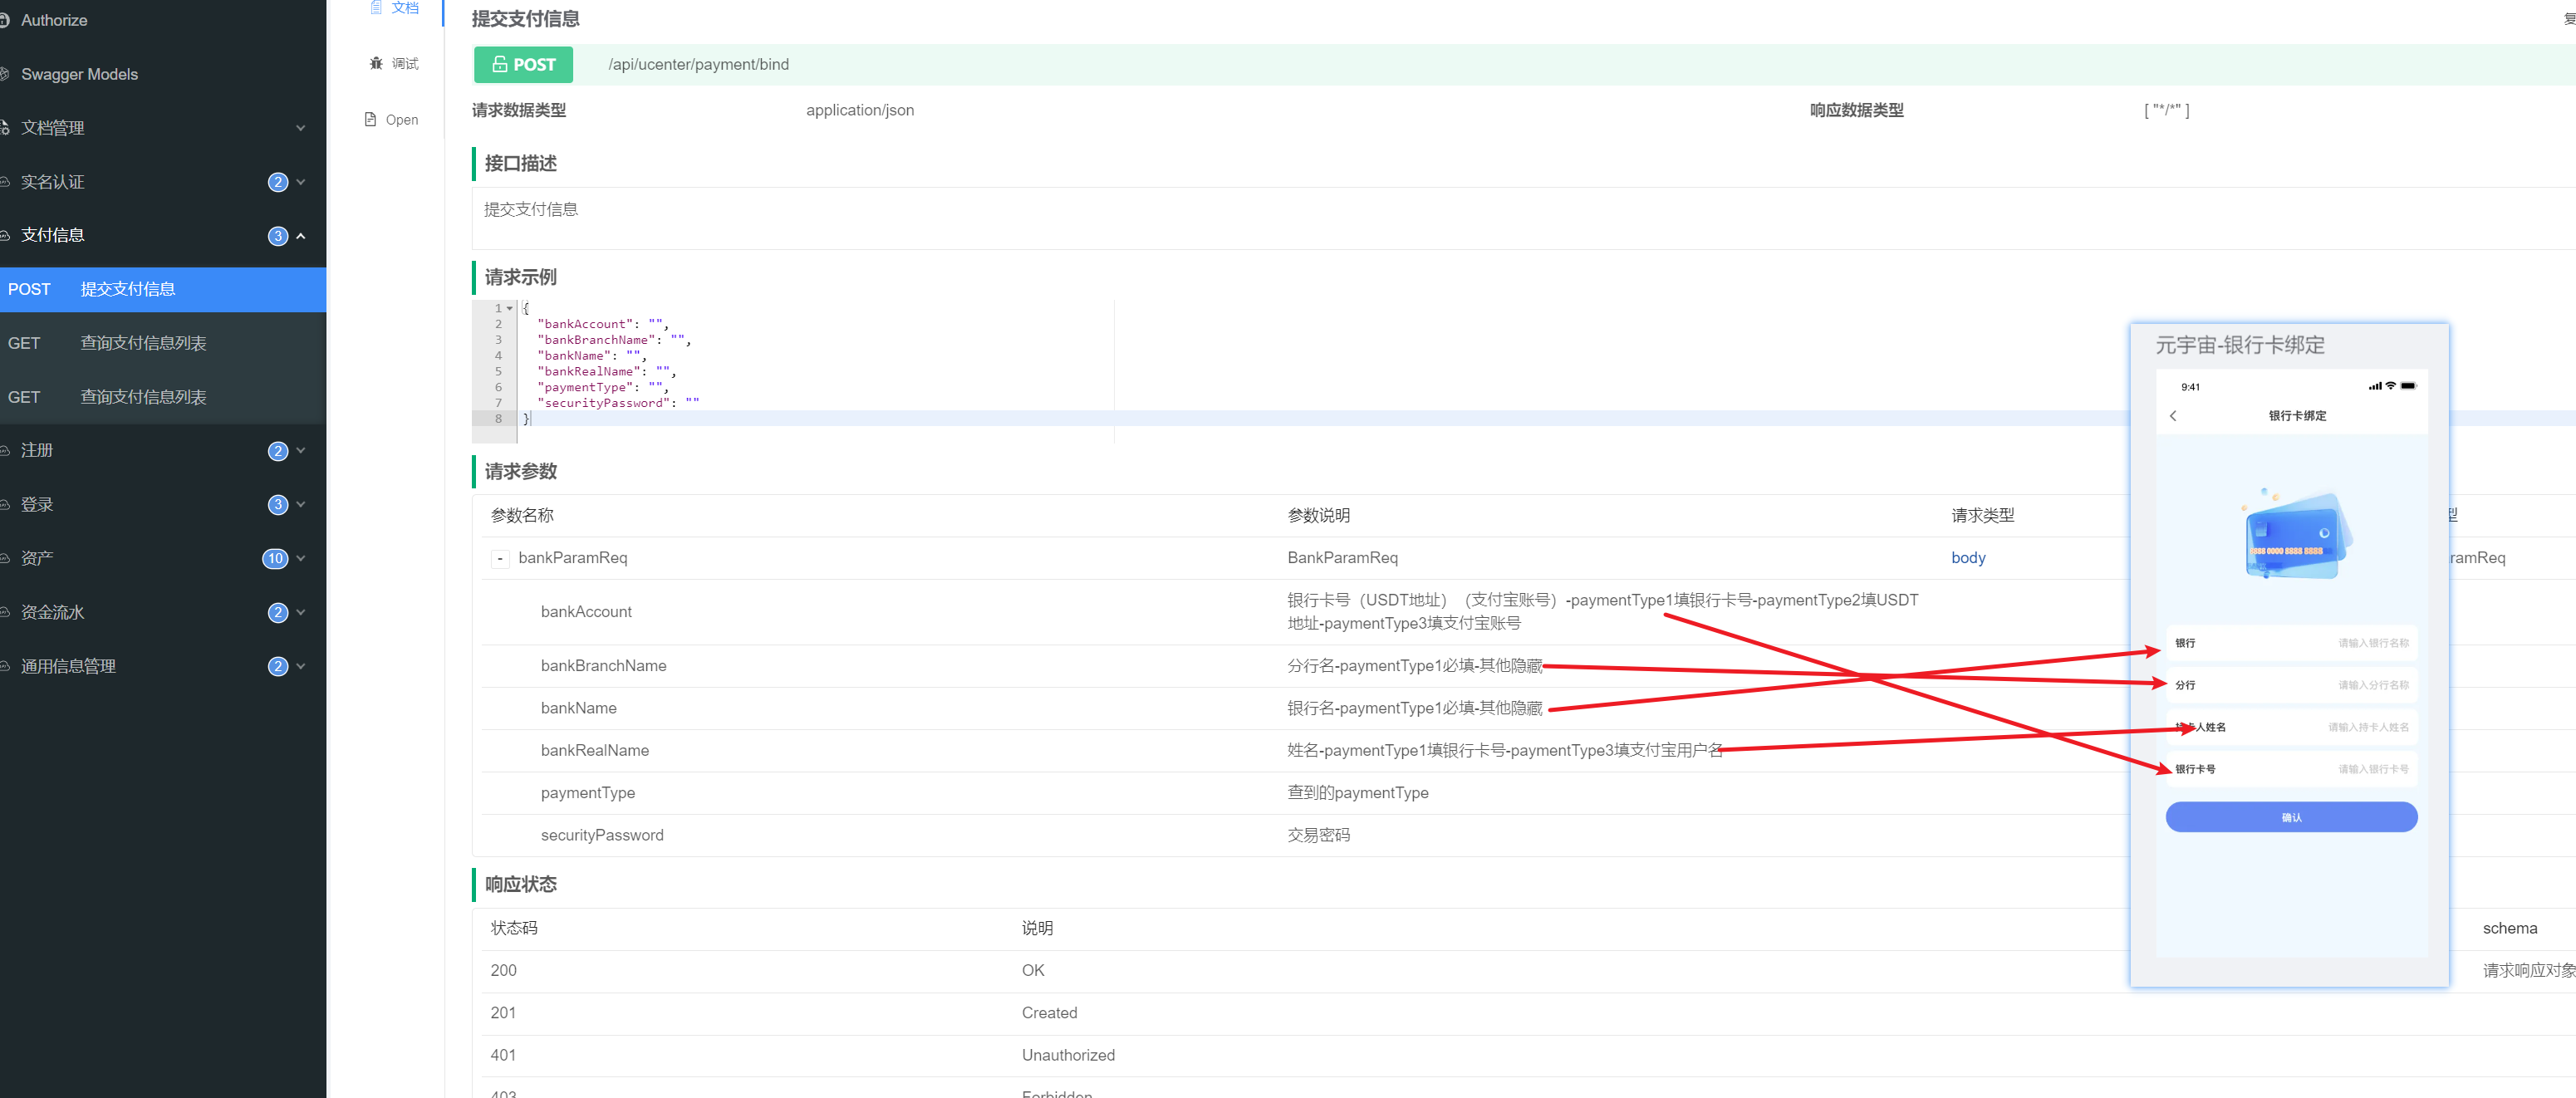 Authorize
Swagger Models
文档管理
实名认证 2
支付信息 3
POST 提交支付信息
GET 查询支付信息列表
GET 查询支付信息列表
注册 2
登录 3
资产 10
资金流水 2
通用信息管理 2
文档
调试
Open
提交支付信息
POST /api/ucenter/payment/bind
请求数据类型 application/json 响应数据类型 [ "*/*" ]
接口描述
提交支付信息
请求示例
1 {
2 "bankAccount": "",
3 "bankBranchName": "",
4 "bankName": "",
5 "bankRealName": "",
6 "paymentType": "",
7 "securityPassword": ""
8 }
请求参数
参数名称 参数说明 请求类型 型
- bankParamReq BankParamReq body ramReq
bankAccount 银行卡号（USDT地址）（支付宝账号）-paymentType1填银行卡号-paymentType2填USDT
地址-paymentType3填支付宝账号
bankBranchName 分行名-paymentType1必填-其他隐藏
bankName 银行名-paymentType1必填-其他隐藏
bankRealName 姓名-paymentType1填银行卡号-paymentType3填支付宝用户名
paymentType 查到的paymentType
securityPassword 交易密码
响应状态
状态码 说明 schema
200 OK 请求响应对象
201 Created
401 Unauthorized
403 Forbidden
元宇宙-银行卡绑定
9:41
银行卡绑定
8888 0000 8888 8888
银行 请输入银行名称
分行 请输入分行名称
持卡人姓名 请输入持卡人姓名
银行卡号 请输入银行卡号
确认